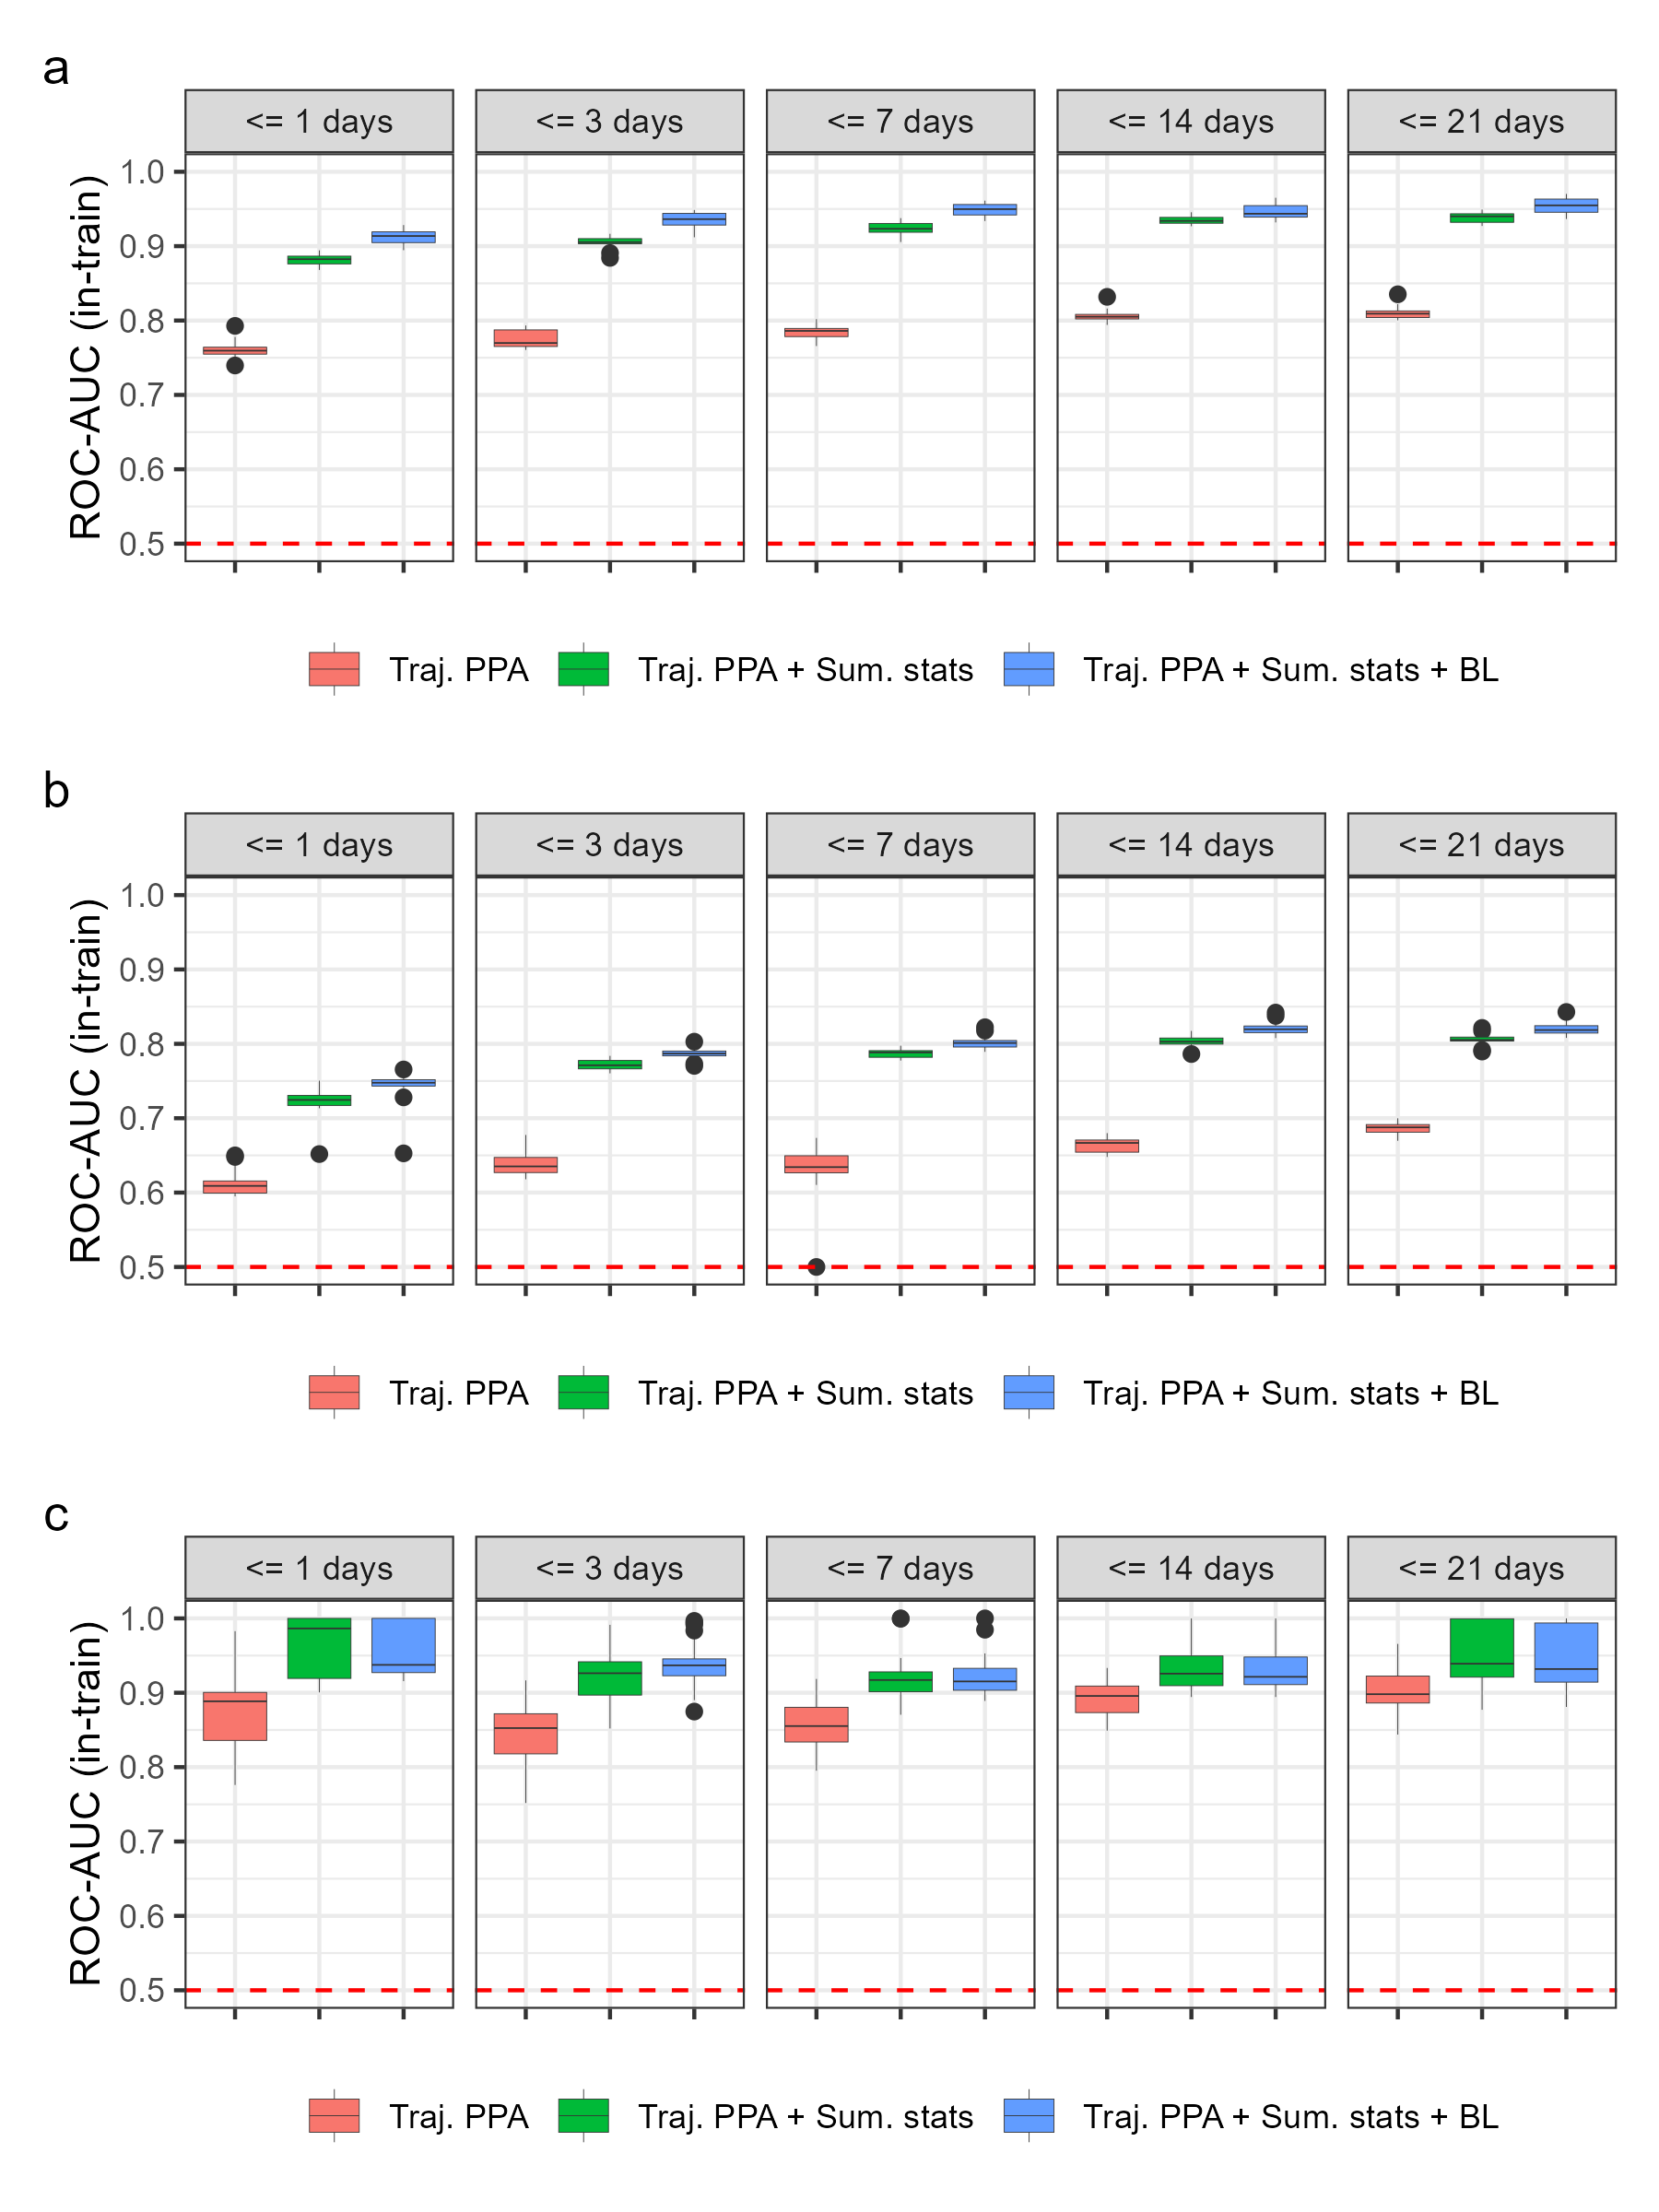 a
<= 1 days <= 3 days <= 7 days <= 14 days <= 21 days
ROC-AUC (in-train)
1.0
0.9
0.8
0.7
0.6
0.5
Traj. PPA Traj. PPA + Sum. stats Traj. PPA + Sum. stats + BL
b
<= 1 days <= 3 days <= 7 days <= 14 days <= 21 days
ROC-AUC (in-train)
1.0
0.9
0.8
0.7
0.6
0.5
Traj. PPA Traj. PPA + Sum. stats Traj. PPA + Sum. stats + BL
c
<= 1 days <= 3 days <= 7 days <= 14 days <= 21 days
ROC-AUC (in-train)
1.0
0.9
0.8
0.7
0.6
0.5
Traj. PPA Traj. PPA + Sum. stats Traj. PPA + Sum. stats + BL